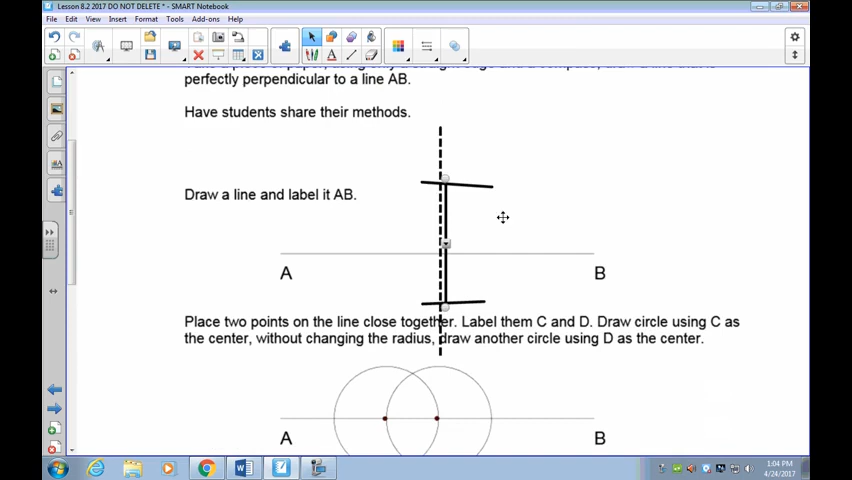 Lesson 8.2 2017 DO NOT DELETE * - SMART Notebook
File Edit View Insert Format Tools Add-ons Help
perfectly perpendicular to a line AB.
Have students share their methods.
Draw a line and label it AB.
A B
Place two points on the line close together. Label them C and D. Draw circle using C as
the center, without changing the radius, draw another circle using D as the center.
A B
1:04 PM
4/24/2017